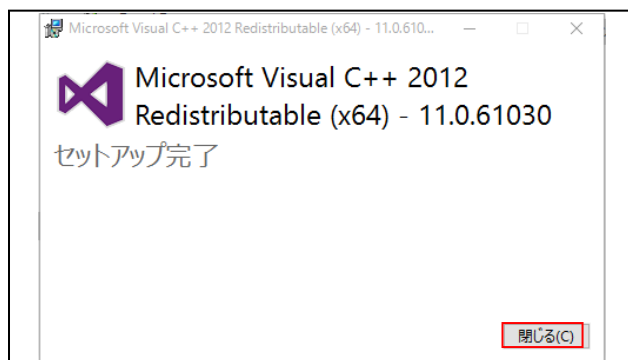 Microsoft Visual C++ 2012 Redistributable (x64) - 11.0.610...
Microsoft Visual C++ 2012
Redistributable (x64) - 11.0.61030
セットアップ完了
閉じる(C)